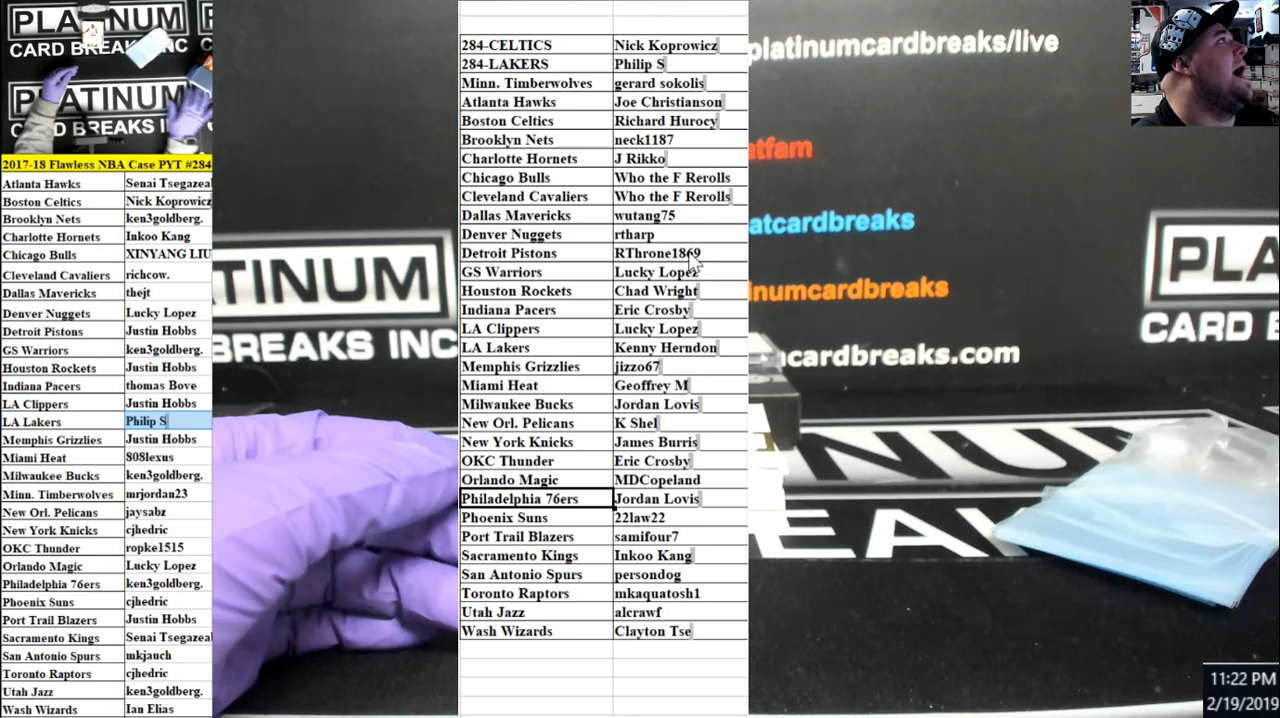 PLATINUM
CARD BREAKS INC
PLATINUM
CARD BREAKS INC
2017-18 Flawless NBA Case PYT #284
Atlanta Hawks Senai Tsegazeal
Boston Celtics Nick Koprowicz
Brooklyn Nets ken3goldberg.
Charlotte Hornets Inkoo Kang
Chicago Bulls XINYANG LIU
Cleveland Cavaliers richcow.
Dallas Mavericks thejt
Denver Nuggets Lucky Lopez
Detroit Pistons Justin Hobbs
GS Warriors ken3goldberg.
Houston Rockets Justin Hobbs
Indiana Pacers thomas Bove
LA Clippers Justin Hobbs
LA Lakers Philip S
Memphis Grizzlies Justin Hobbs
Miami Heat 808lexus
Milwaukee Bucks ken3goldberg.
Minn. Timberwolves mrjordan23
New Orl. Pelicans jaysabz
New York Knicks cjhedric
OKC Thunder ropke1515
Orlando Magic Lucky Lopez
Philadelphia 76ers ken3goldberg.
Phoenix Suns cjhedric
Port Trail Blazers Justin Hobbs
Sacramento Kings Senai Tsegazeal
San Antonio Spurs mkjauch
Toronto Raptors cjhedric
Utah Jazz ken3goldberg.
Wash Wizards Ian Elias
TINUM
BREAKS INC
284-CELTICS Nick Koprowicz
284-LAKERS Philip S
Minn. Timberwolves gerard sokolis
Atlanta Hawks Joe Christianson
Boston Celtics Richard Hurocy
Brooklyn Nets neck1187
Charlotte Hornets J Rikko
Chicago Bulls Who the F Rerolls
Cleveland Cavaliers Who the F Rerolls
Dallas Mavericks wutang75
Denver Nuggets rtharp
Detroit Pistons RThrone1869
GS Warriors Lucky Lopez
Houston Rockets Chad Wright
Indiana Pacers Eric Crosby
LA Clippers Lucky Lopez
LA Lakers Kenny Herndon
Memphis Grizzlies jizzo67
Miami Heat Geoffrey M
Milwaukee Bucks Jordan Lovis
New Orl. Pelicans K Shel
New York Knicks James Burris
OKC Thunder Eric Crosby
Orlando Magic MDCopeland
Philadelphia 76ers Jordan Lovis
Phoenix Suns 22law22
Port Trail Blazers samifour7
Sacramento Kings Inkoo Kang
San Antonio Spurs persondog
Toronto Raptors mkaquatosh1
Utah Jazz alcrawf
Wash Wizards Clayton Tse
platinumcardbreaks/live
atfam
atcardbreaks
inumcardbreaks
ncardbreaks.com
PLA
CARD B
NUM
EAK
11:22 PM
2/19/2019